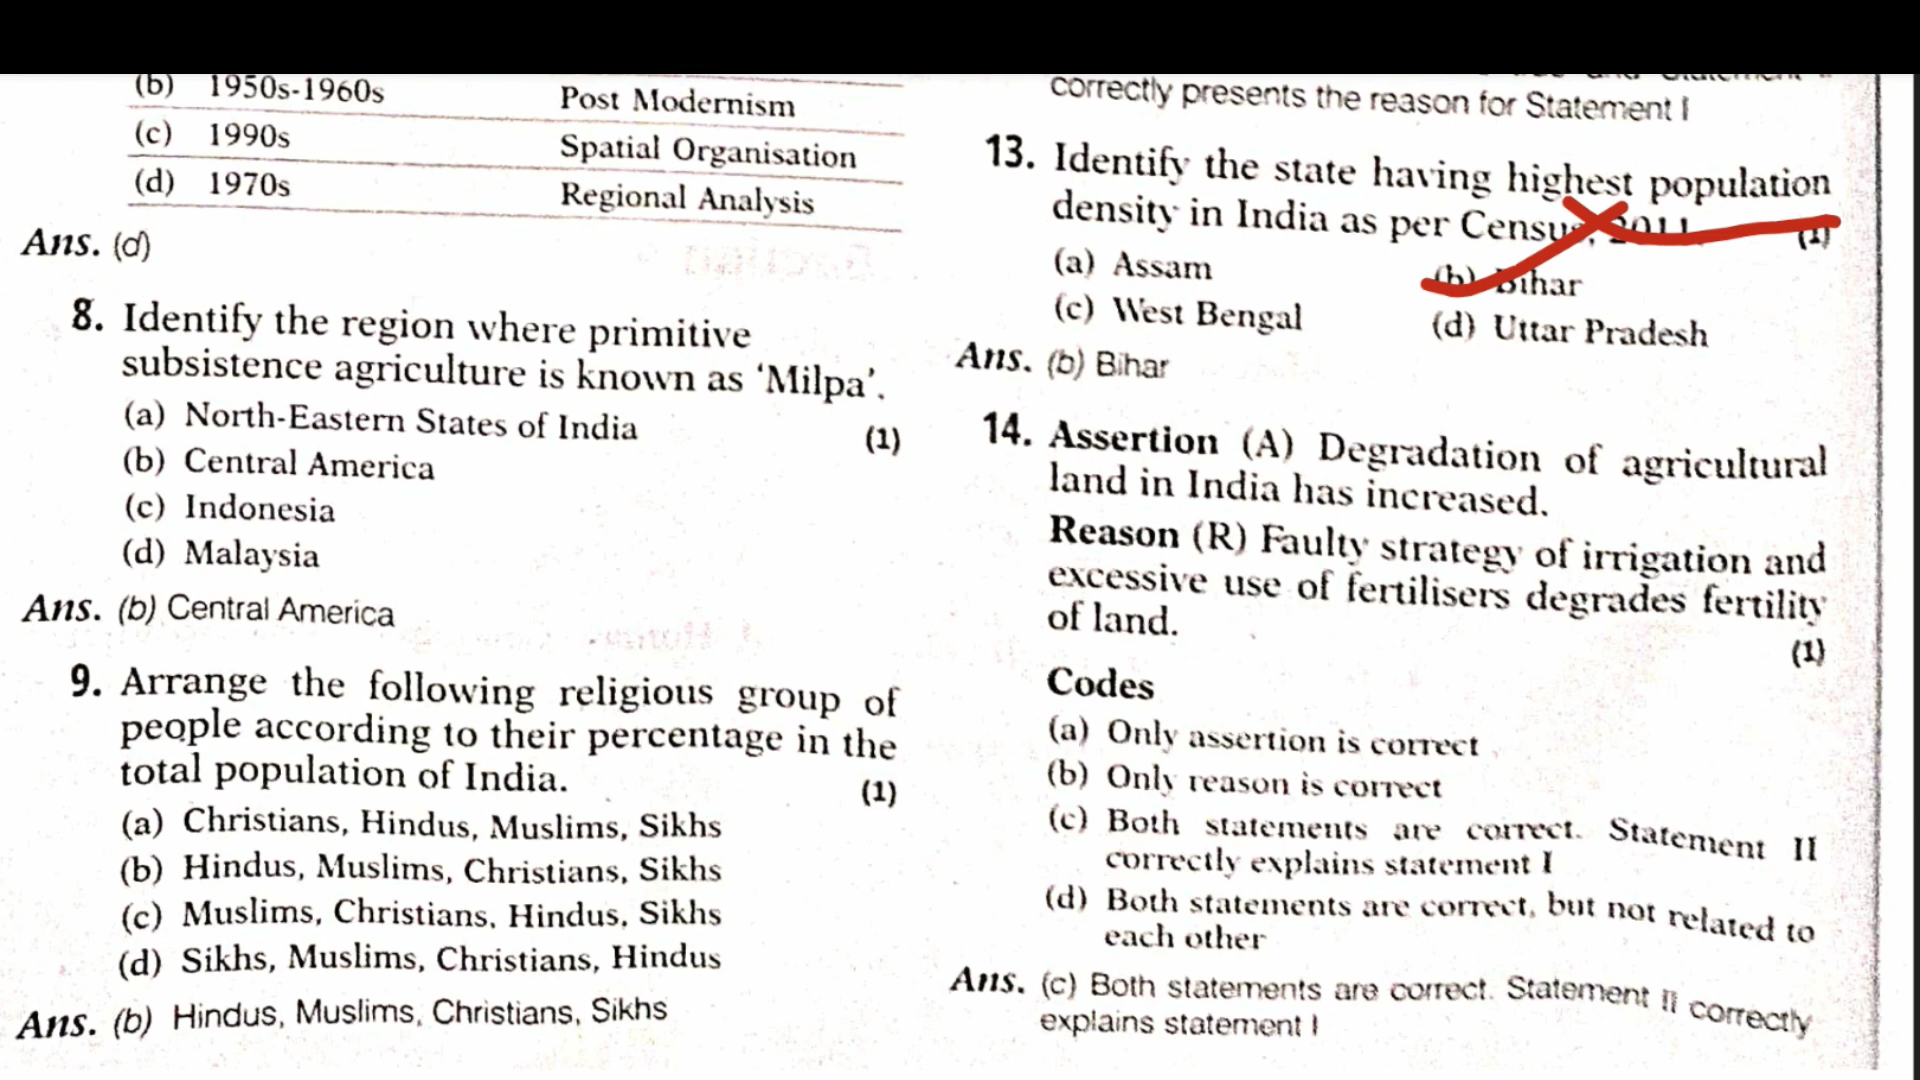 (b) 1950s-1960s Post Modernism
(c) 1990s Spatial Organisation
(d) 1970s Regional Analysis
Ans. (d)
8. Identify the region where primitive
subsistence agriculture is known as ‘Milpa’.
(1)
(a) North-Eastern States of India
(b) Central America
(c) Indonesia
(d) Malaysia
Ans. (b) Central America
9. Arrange the following religious group of
people according to their percentage in the
total population of India. (1)
(a) Christians, Hindus, Muslims, Sikhs
(b) Hindus, Muslims, Christians, Sikhs
(c) Muslims, Christians, Hindus, Sikhs
(d) Sikhs, Muslims, Christians, Hindus
Ans. (b) Hindus, Muslims, Christians, Sikhs
correctly presents the reason for Statement I
13. Identify the state having highest population
density in India as per Census, 2011. (1)
(a) Assam (b) Bihar
(c) West Bengal (d) Uttar Pradesh
Ans. (b) Bihar
14. Assertion (A) Degradation of agricultural
land in India has increased.
Reason (R) Faulty strategy of irrigation and
excessive use of fertilisers degrades fertility
of land. (1)
Codes
(a) Only assertion is correct
(b) Only reason is correct
(c) Both statements are correct. Statement II
correctly explains statement I
(d) Both statements are correct, but not related to
each other
Ans. (c) Both statements are correct. Statement II correctly
explains statement I